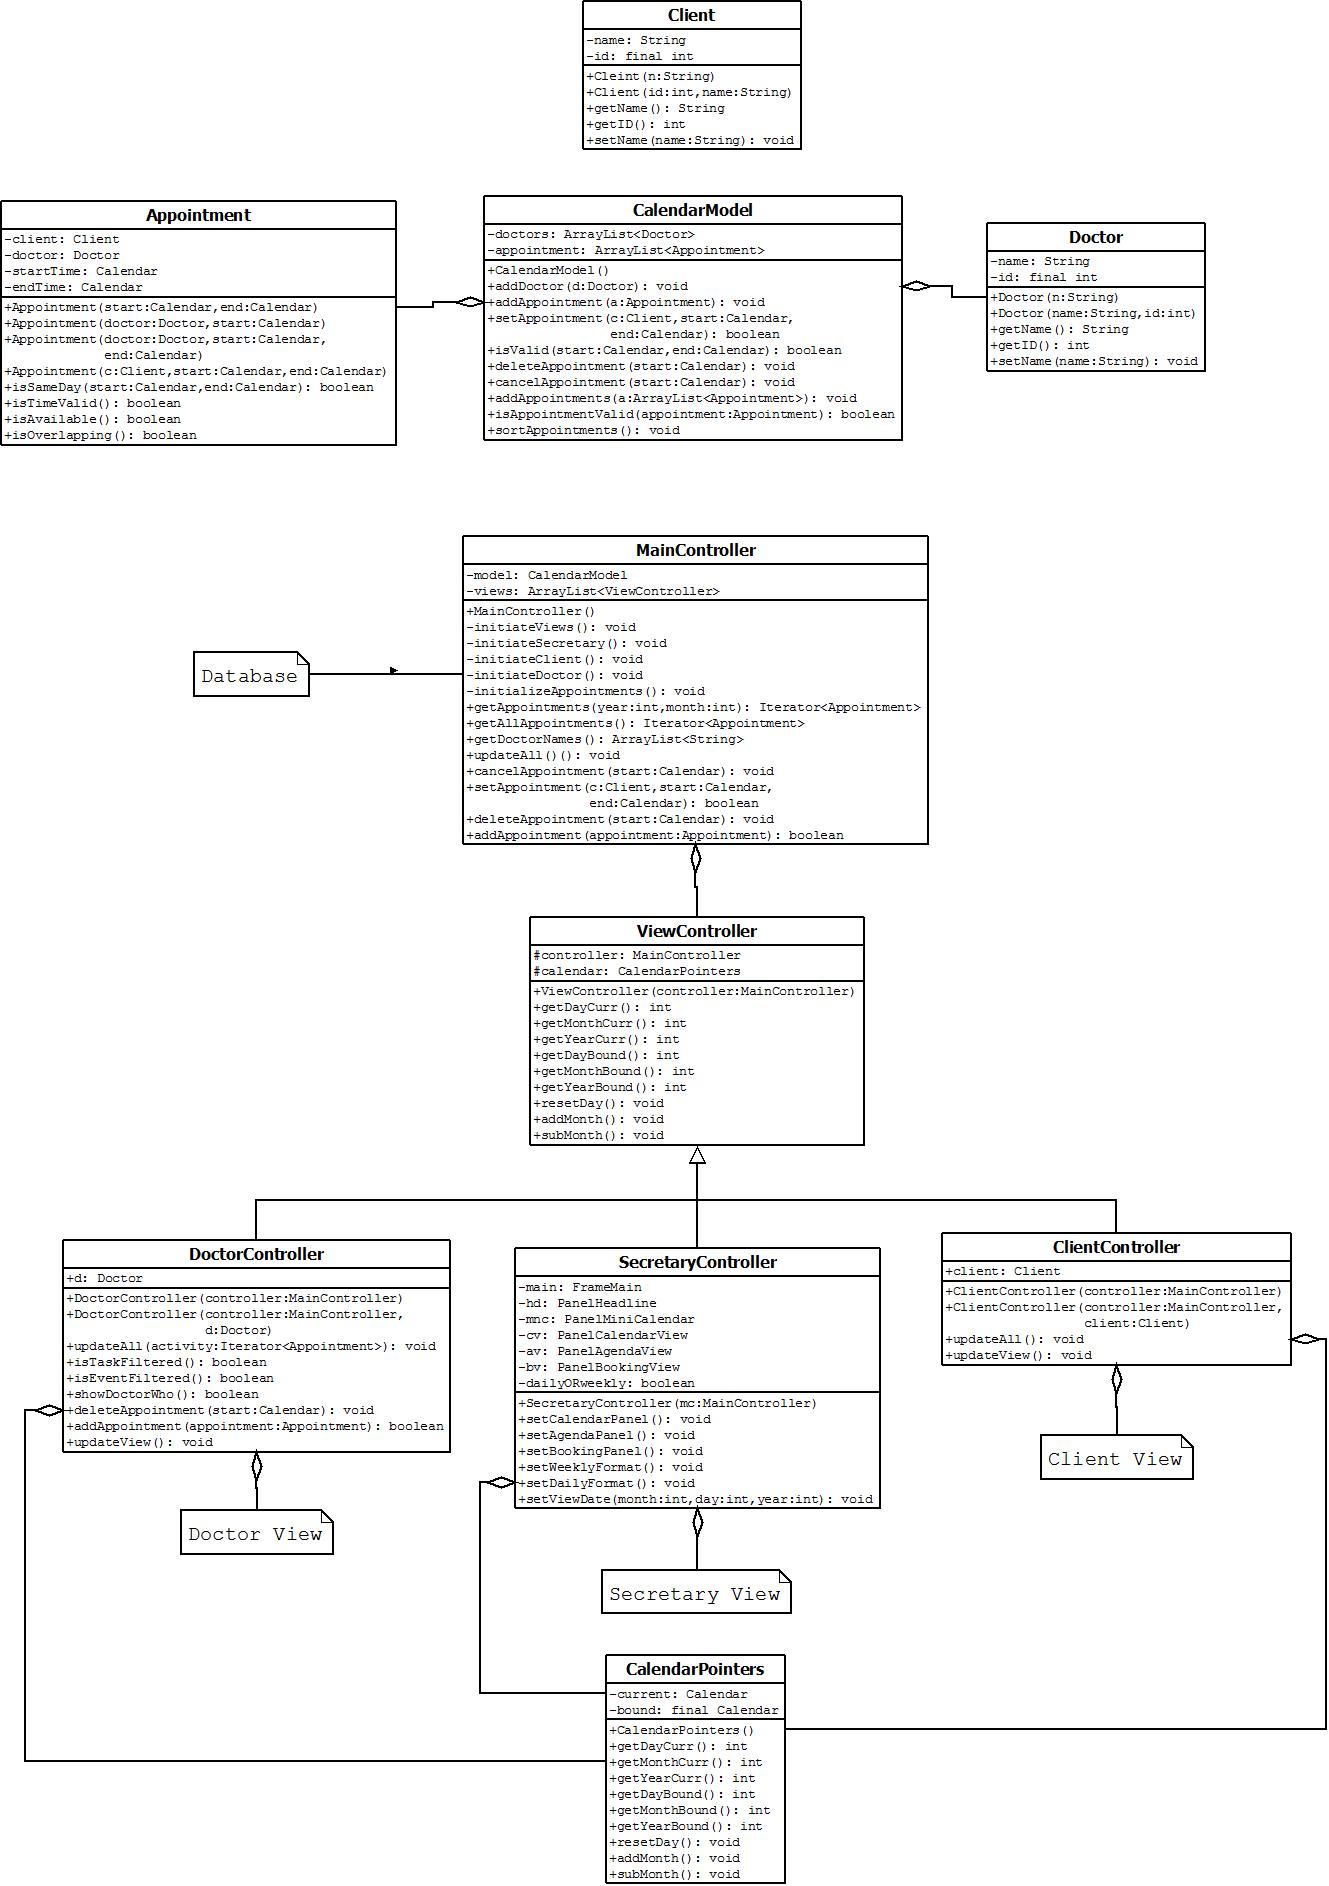 Client
-name: String
-id: final int
+Cleint(n:String)
+Client(id:int,name:String)
+getName(): String
+getID(): int
+setName(name:String): void
Appointment
-client: Client
-doctor: Doctor
-startTime: Calendar
-endTime: Calendar
+Appointment(start:Calendar,end:Calendar)
+Appointment(doctor:Doctor,start:Calendar)
+Appointment(doctor:Doctor,start:Calendar,
end:Calendar)
+Appointment(c:Client,start:Calendar,end:Calendar)
+isSameDay(start:Calendar,end:Calendar): boolean
+isTimeValid(): boolean
+isAvailable(): boolean
+isOverlapping(): boolean
CalendarModel
-doctors: ArrayList<Doctor>
-appointment: ArrayList<Appointment>
+CalendarModel()
+addDoctor(d:Doctor): void
+addAppointment(a:Appointment): void
+setAppointment(c:Client,start:Calendar,
end:Calendar): boolean
+isValid(start:Calendar,end:Calendar): boolean
+deleteAppointment(start:Calendar): void
+cancelAppointment(start:Calendar): void
+addAppointments(a:ArrayList<Appointment>): void
+isAppointmentValid(appointment:Appointment): boolean
+sortAppointments(): void
Doctor
-name: String
-id: final int
+Doctor(n:String)
+Doctor(name:String,id:int)
+getName(): String
+getID(): int
+setName(name:String): void
MainController
-model: CalendarModel
-views: ArrayList<ViewController>
+MainController()
-initiateViews(): void
-initiateSecretary(): void
-initiateClient(): void
-initiateDoctor(): void
-initializeAppointments(): void
+getAppointments(year:int,month:int): Iterator<Appointment>
+getAllAppointments(): Iterator<Appointment>
+getDoctorNames(): ArrayList<String>
+updateAll()(): void
+cancelAppointment(start:Calendar): void
+setAppointment(c:Client,start:Calendar,
end:Calendar): boolean
+deleteAppointment(start:Calendar): void
+addAppointment(appointment:Appointment): boolean
Database
ViewController
#controller: MainController
#calendar: CalendarPointers
+ViewController(controller:MainController)
+getDayCurr(): int
+getMonthCurr(): int
+getYearCurr(): int
+getDayBound(): int
+getMonthBound(): int
+getYearBound(): int
+resetDay(): void
+addMonth(): void
+subMonth(): void
DoctorController
+d: Doctor
+DoctorController(controller:MainController)
+DoctorController(controller:MainController,
d:Doctor)
+updateAll(activity:Iterator<Appointment>): void
+isTaskFiltered(): boolean
+isEventFiltered(): boolean
+showDoctorWho(): boolean
+deleteAppointment(start:Calendar): void
+addAppointment(appointment:Appointment): boolean
+updateView(): void
Doctor View
SecretaryController
-main: FrameMain
-hd: PanelHeadline
-mnc: PanelMiniCalendar
-cv: PanelCalendarView
-av: PanelAgendaView
-bv: PanelBookingView
-dailyORweekly: boolean
+SecretaryController(mc:MainController)
+setCalendarPanel(): void
+setAgendaPanel(): void
+setBookingPanel(): void
+setWeeklyFormat(): void
+setDailyFormat(): void
+setViewDate(month:int,day:int,year:int): void
Secretary View
ClientController
+client: Client
+ClientController(controller:MainController)
+ClientController(controller:MainController,
client:Client)
+updateAll(): void
+updateView(): void
Client View
CalendarPointers
-current: Calendar
-bound: final Calendar
+CalendarPointers()
+getDayCurr(): int
+getMonthCurr(): int
+getYearCurr(): int
+getDayBound(): int
+getMonthBound(): int
+getYearBound(): int
+resetDay(): void
+addMonth(): void
+subMonth(): void